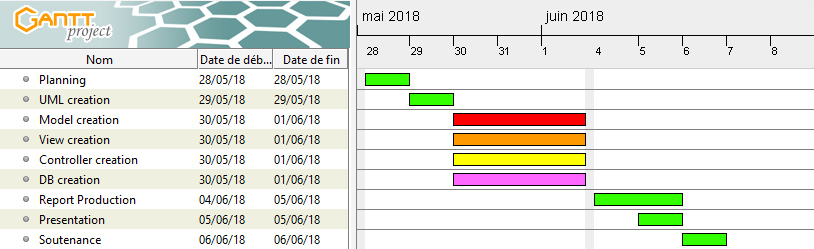 GANTT
project
mai 2018
juin 2018
28 29 30 31 1 4 5 6 7 8
Nom Date de déb... Date de fin
Planning 28/05/18 28/05/18
UML creation 29/05/18 29/05/18
Model creation 30/05/18 01/06/18
View creation 30/05/18 01/06/18
Controller creation 30/05/18 01/06/18
DB creation 30/05/18 01/06/18
Report Production 04/06/18 05/06/18
Presentation 05/06/18 05/06/18
Soutenance 06/06/18 06/06/18